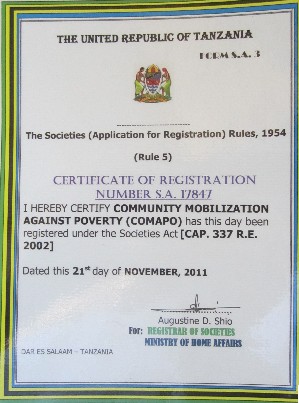 THE UNITED REPUBLIC OF TANZANIA
FORM S.A. 3
The Societies (Application for Registration) Rules, 1954
(Rule 5)
CERTIFICATE OF REGISTRATION
NUMBER S.A. 17847
I HEREBY CERTIFY COMMUNITY MOBILIZATION
AGAINST POVERTY (COMAPO) has this day been
registered under the Societies Act [CAP. 337 R.E.
2002]
Dated this 21st day of NOVEMBER, 2011
Augustine D. Shio
For: REGISTRAR OF SOCIETIES
MINISTRY OF HOME AFFAIRS
DAR ES SALAAM – TANZANIA